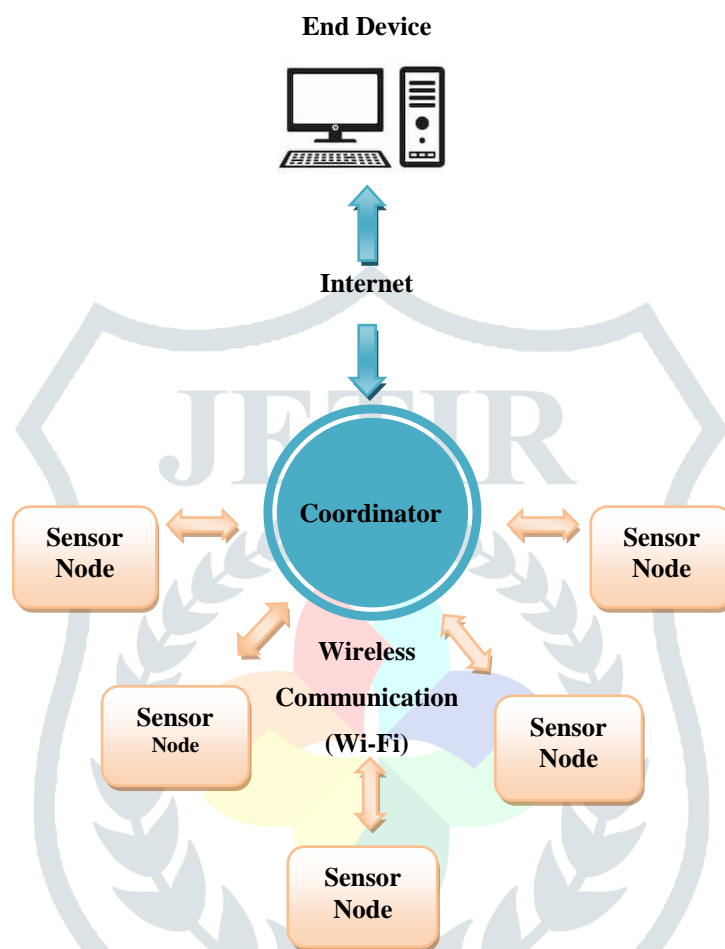 End Device
Internet
JETIR
Coordinator
Sensor
Node
Sensor
Node
Wireless
Communication
(Wi-Fi)
Sensor
Node
Sensor
Node
Sensor
Node